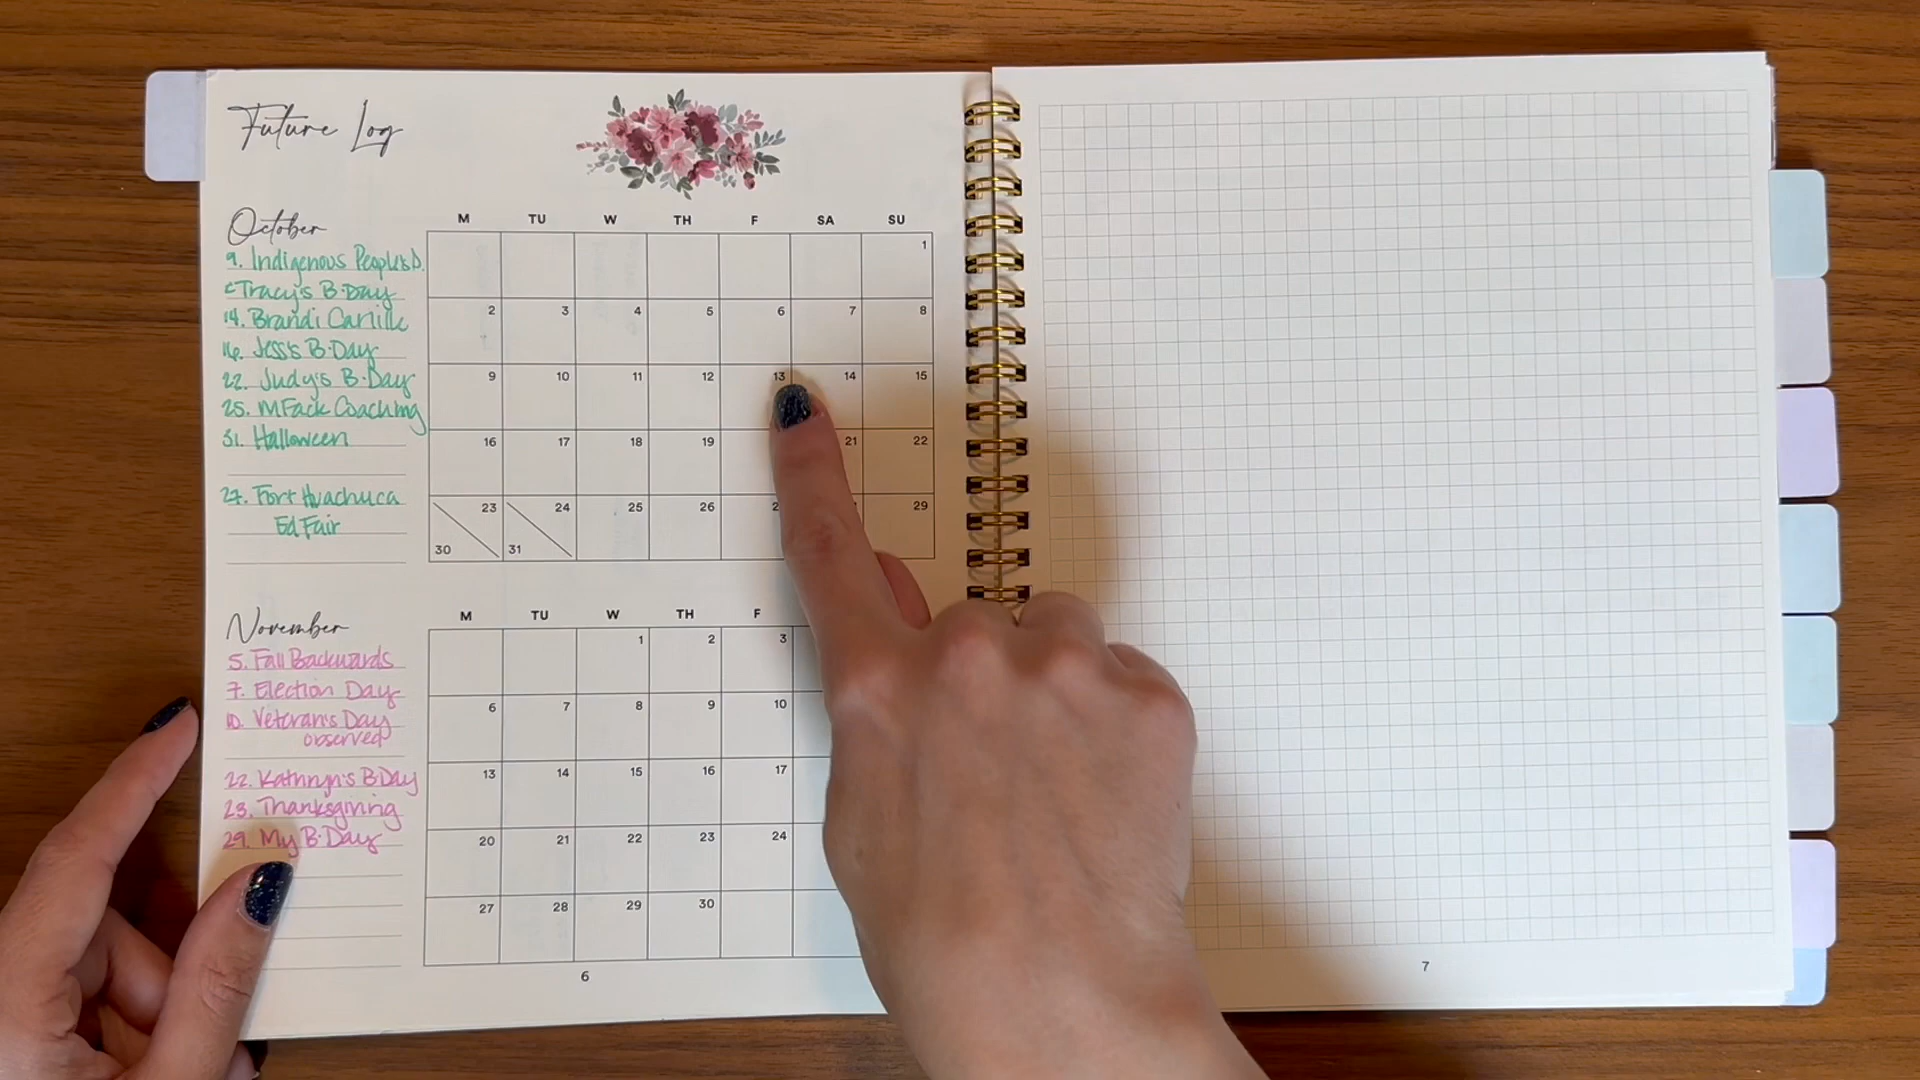 Future Log
October
9. Indigenous People's D.
Tracy's B-Day
14. Brandi Carlile
16. Jess's B-Day
22. Judy's B-Day
25. MFack Coaching
31. Halloween
27. Fort Huachuca
Ed Fair
M TU W TH F SA SU
1
2 3 4 5 6 7 8
9 10 11 12 13 14 15
16 17 18 19 21 22
23 24 25 26 29
30 31
November
5. Fall Backwards
7. Election Day
10. Veteran's Day
observed
22. Kathryn's B-Day
23. Thanksgiving
29. My B-Day
M TU W TH F
1 2 3
6 7 8 9 10
13 14 15 16 17
20 21 22 23 24
27 28 29 30
6
7